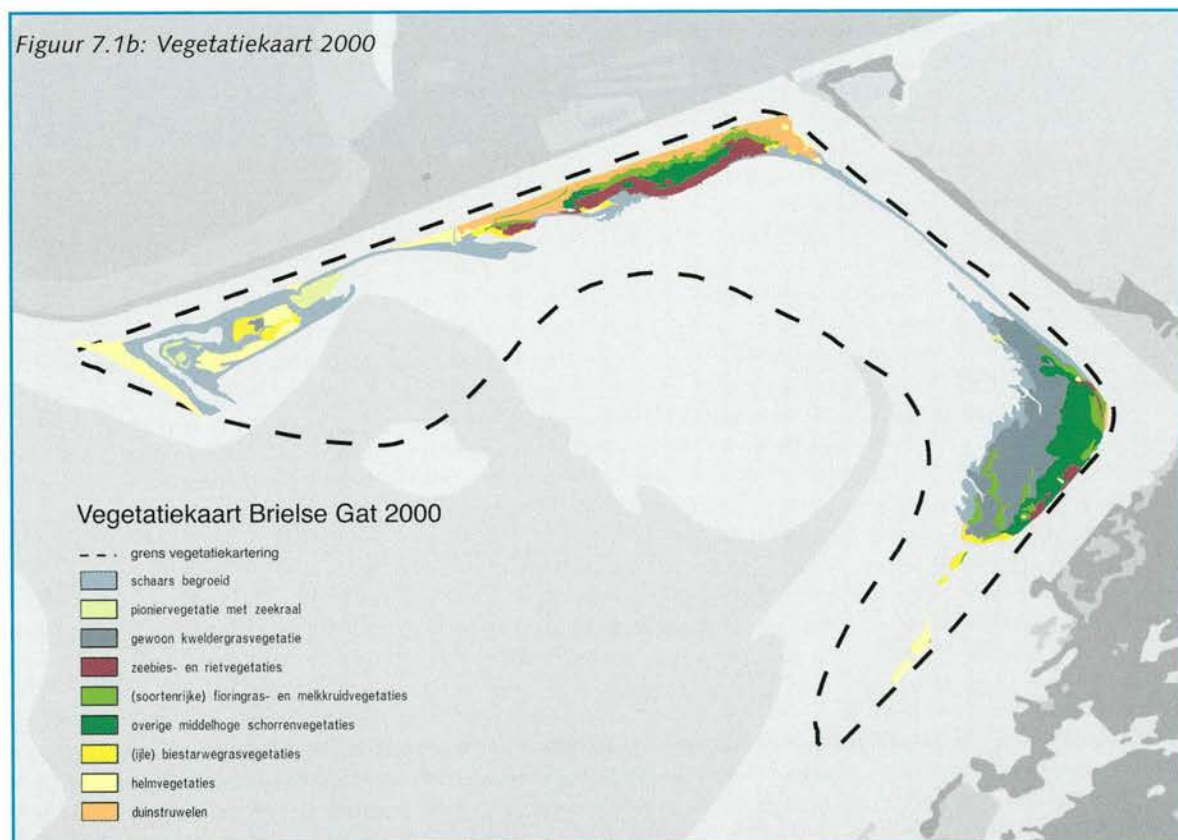 Figuur 7.1b: Vegetatiekaart 2000
Vegetatiekaart Brielse Gat 2000
grens vegetatiekartering
schaars begroeid
pioniervegetatie met zeekraal
gewoon kweldergrasvegetatie
zeebies- en rietvegetaties
(soortenrijke) fioringras- en melkkruidvegetaties
overige middelhoge schorrenvegetaties
(ijle) biestarwegrasvegetaties
helmvegetaties
duinstruwelen